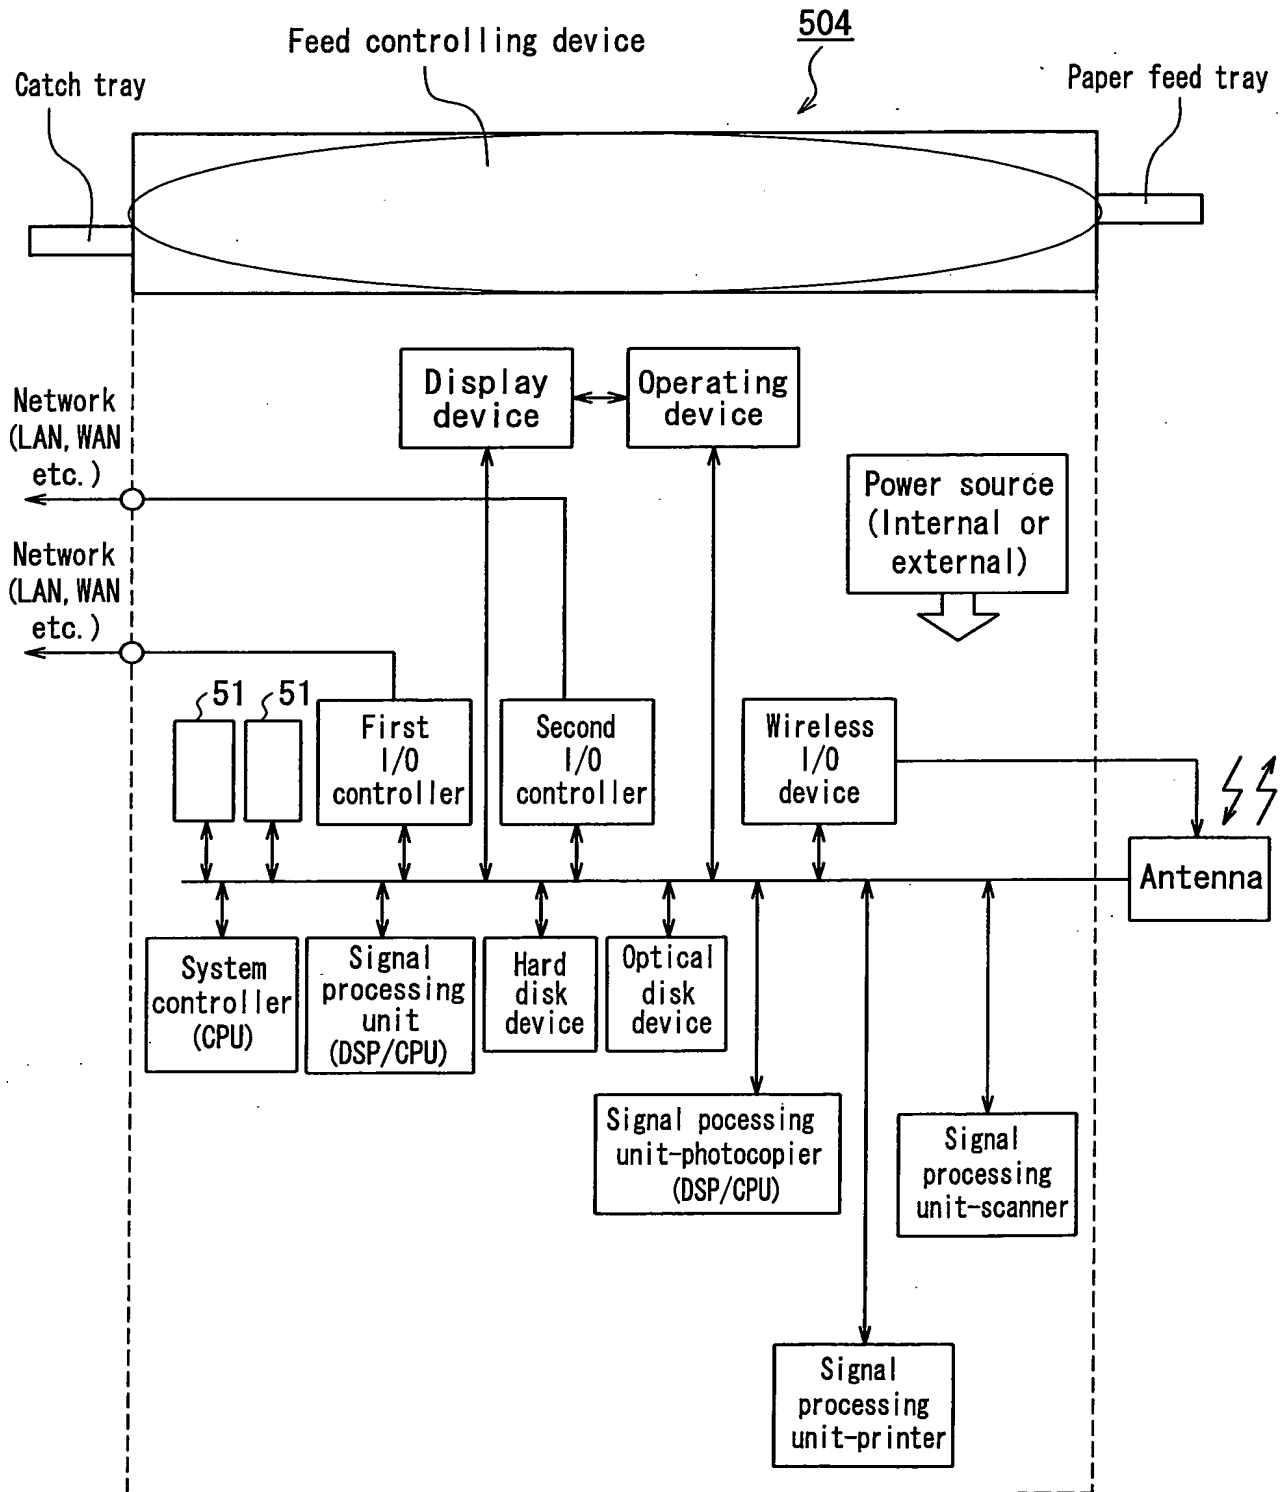 504
Feed controlling device
Catch tray
Paper feed tray
Display
device
Operating
device
Network
(LAN, WAN
etc.)
Power source
(Internal or
external)
Network
(LAN, WAN
etc.)
51
51
First
I/O
controller
Second
I/O
controller
Wireless
I/O
device
Antenna
System
controller
(CPU)
Signal
processing
unit
(DSP/CPU)
Hard
disk
device
Optical
disk
device
Signal pocessing
unit-photocopier
(DSP/CPU)
Signal
processing
unit-scanner
Signal
processing
unit-printer